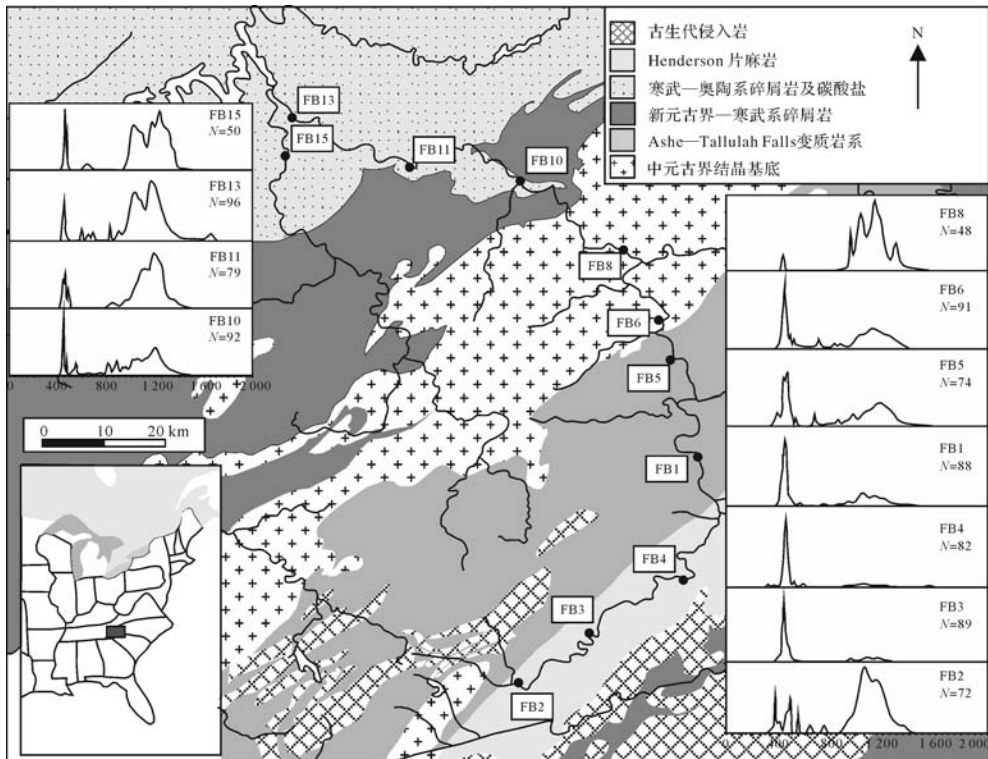 古生代侵入岩
Henderson 片麻岩
寒武—奥陶系碎屑岩及碳酸盐
新元古界—寒武系碎屑岩
Ashe—Tallulah Falls变质岩系
中元古界结晶基底
N
FB15
N=50
FB13
N=96
FB11
N=79
FB10
N=92
0 400 800 1 200 1 600 2 000
0 10 20 km
FB13
FB15
FB11
FB10
FB8
FB6
FB5
FB1
FB4
FB3
FB2
FB8
N=48
FB6
N=91
FB5
N=74
FB1
N=88
FB4
N=82
FB3
N=89
FB2
N=72
0 400 800 1 200 1 600 2 000